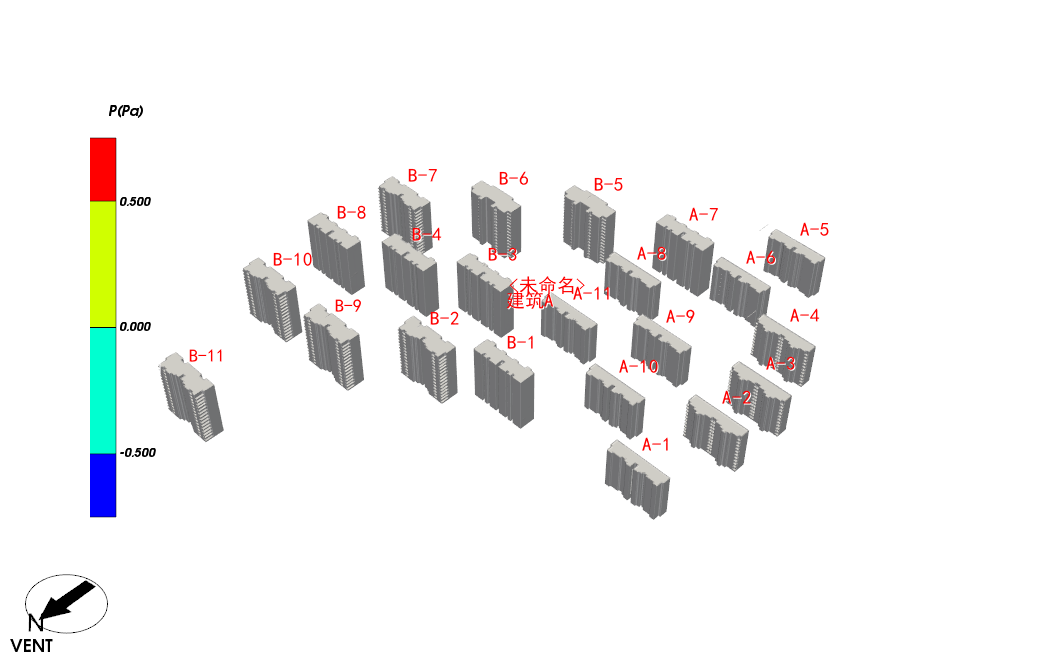 P(Pa)
0.500
0.000
-0.500
B-7
B-6
B-5
B-8
A-7
A-5
B-4
B-3
A-8
A-6
B-10
<未命名>
建筑A
A-11
B-9
B-2
A-9
A-4
B-1
B-11
A-10
A-3
A-2
A-1
N
VENT